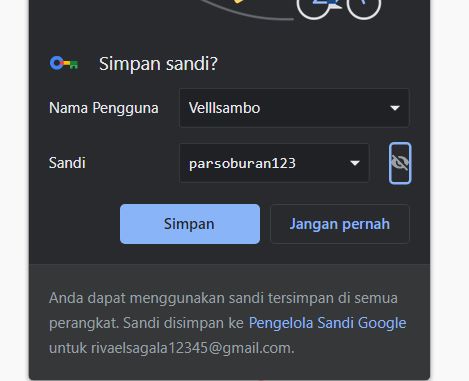 Simpan sandi?
Nama Pengguna VellIsambo
Sandi parsoburan123
Simpan Jangan pernah
Anda dapat menggunakan sandi tersimpan di semua
perangkat. Sandi disimpan ke Pengelola Sandi Google
untuk rivaelsagala12345@gmail.com.